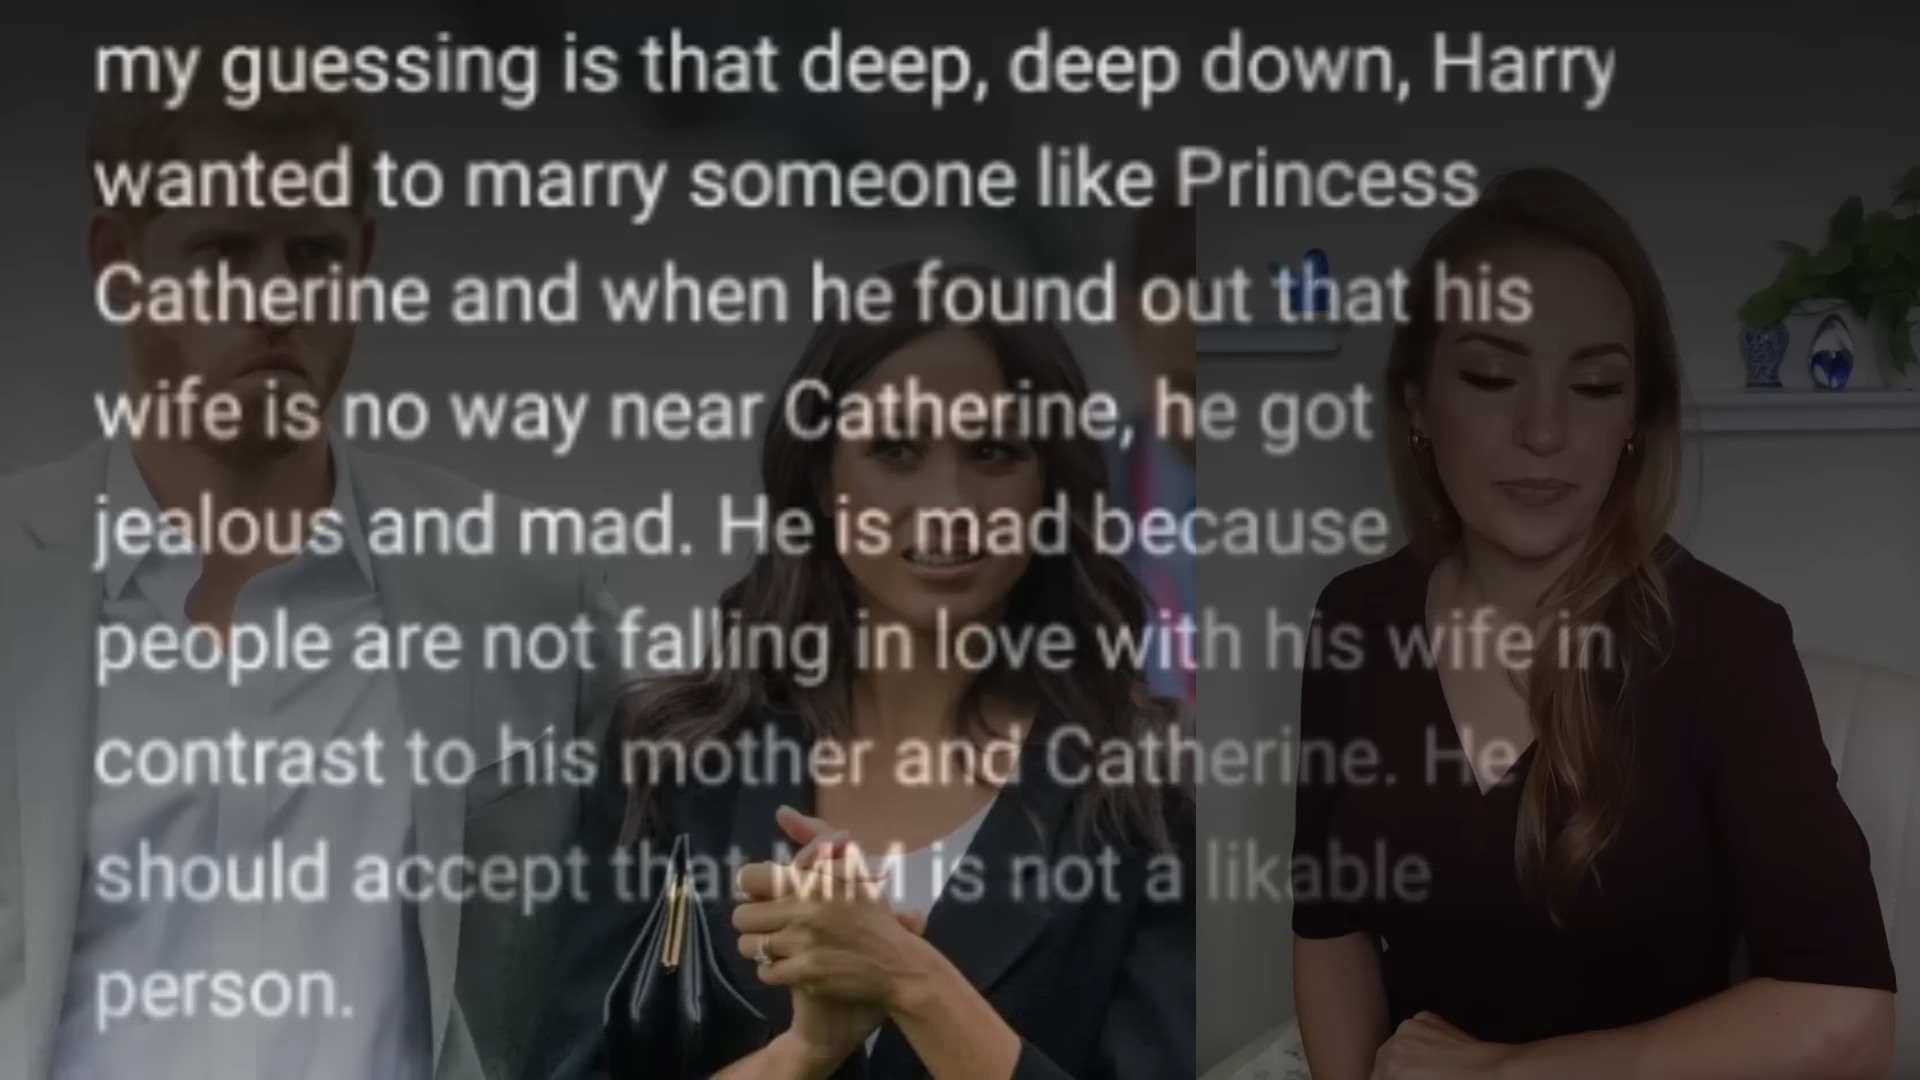 my guessing is that deep, deep down, Harry
wanted to marry someone like Princess
Catherine and when he found out that his
wife is no way near Catherine, he got
jealous and mad. He is mad because
people are not falling in love with his wife in
contrast to his mother and Catherine. He
should accept that MM is not a likable
person.